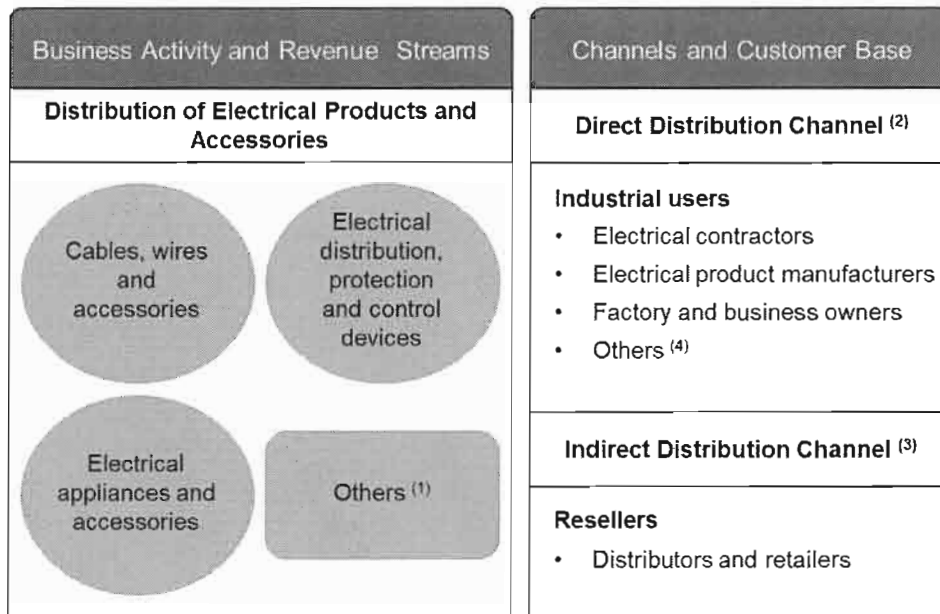 Business Activity and Revenue Streams
Distribution of Electrical Products and
Accessories
Cables, wires
and
accessories
Electrical
distribution,
protection
and control
devices
Electrical
appliances and
accessories
Others (1)
Channels and Customer Base
Direct Distribution Channel (2)
Industrial users
• Electrical contractors
• Electrical product manufacturers
• Factory and business owners
• Others (4)
Indirect Distribution Channel (3)
Resellers
• Distributors and retailers